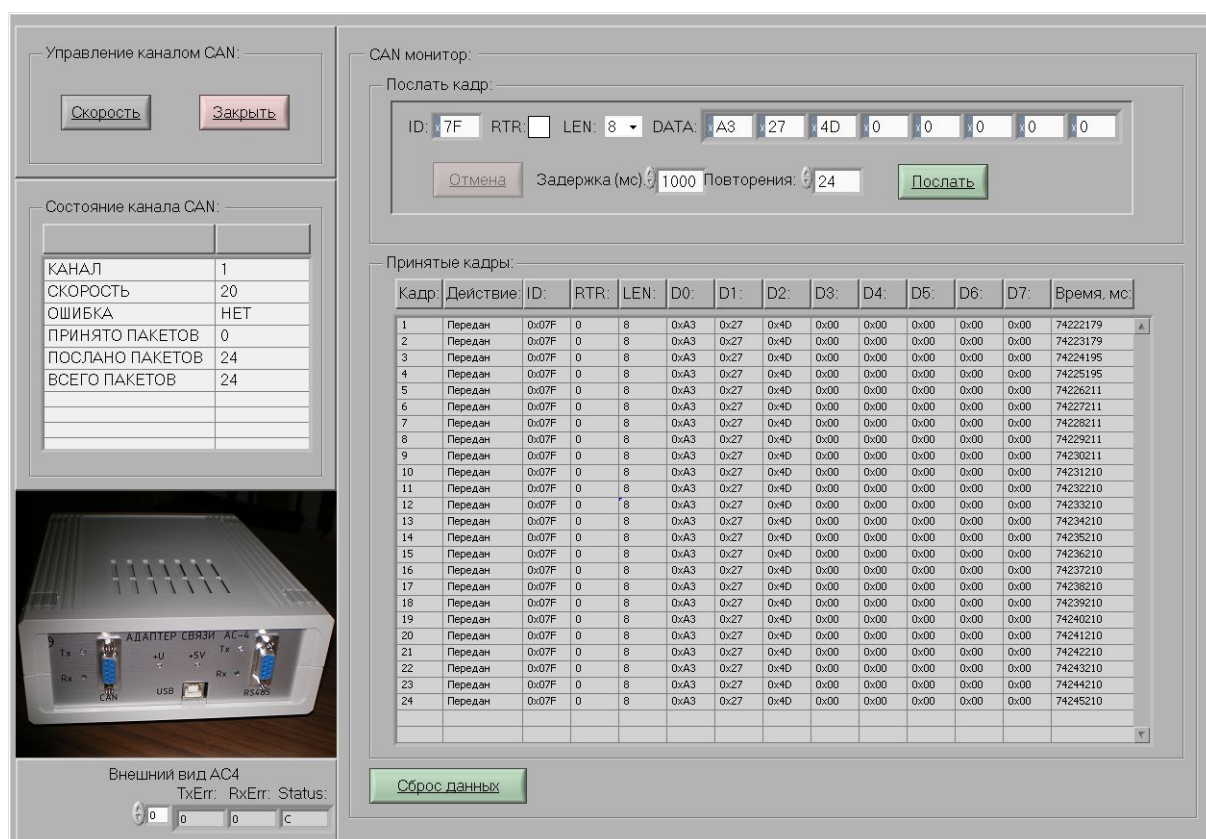 Управление каналом CAN:
Скорость Закрыть
Состояние канала CAN:
КАНАЛ 1
СКОРОСТЬ 20
ОШИБКА НЕТ
ПРИНЯТО ПАКЕТОВ 0
ПОСЛАНО ПАКЕТОВ 24
ВСЕГО ПАКЕТОВ 24
АДАПТЕР СВЯЗИ АС-4
Tx +U +5V Tx
Rx USB Rx
CAN RS485
Внешний вид АС4
TxErr: RxErr: Status:
0 0 0 C
CAN монитор:
Послать кадр:
ID: x 7F RTR: LEN: 8 DATA: x A3 x 27 x 4D x 0 x 0 x 0 x 0 x 0
Отмена Задержка (мс): 1000 Повторения: 24 Послать
Принятые кадры:
Кадр: Действие: ID: RTR: LEN: D0: D1: D2: D3: D4: D5: D6: D7: Время, мс:
1 Передан 0x07F 0 8 0xA3 0x27 0x4D 0x00 0x00 0x00 0x00 0x00 74222179
2 Передан 0x07F 0 8 0xA3 0x27 0x4D 0x00 0x00 0x00 0x00 0x00 74223179
3 Передан 0x07F 0 8 0xA3 0x27 0x4D 0x00 0x00 0x00 0x00 0x00 74224195
4 Передан 0x07F 0 8 0xA3 0x27 0x4D 0x00 0x00 0x00 0x00 0x00 74225195
5 Передан 0x07F 0 8 0xA3 0x27 0x4D 0x00 0x00 0x00 0x00 0x00 74226211
6 Передан 0x07F 0 8 0xA3 0x27 0x4D 0x00 0x00 0x00 0x00 0x00 74227211
7 Передан 0x07F 0 8 0xA3 0x27 0x4D 0x00 0x00 0x00 0x00 0x00 74228211
8 Передан 0x07F 0 8 0xA3 0x27 0x4D 0x00 0x00 0x00 0x00 0x00 74229211
9 Передан 0x07F 0 8 0xA3 0x27 0x4D 0x00 0x00 0x00 0x00 0x00 74230211
10 Передан 0x07F 0 8 0xA3 0x27 0x4D 0x00 0x00 0x00 0x00 0x00 74231210
11 Передан 0x07F 0 8 0xA3 0x27 0x4D 0x00 0x00 0x00 0x00 0x00 74232210
12 Передан 0x07F 0 8 0xA3 0x27 0x4D 0x00 0x00 0x00 0x00 0x00 74233210
13 Передан 0x07F 0 8 0xA3 0x27 0x4D 0x00 0x00 0x00 0x00 0x00 74234210
14 Передан 0x07F 0 8 0xA3 0x27 0x4D 0x00 0x00 0x00 0x00 0x00 74235210
15 Передан 0x07F 0 8 0xA3 0x27 0x4D 0x00 0x00 0x00 0x00 0x00 74236210
16 Передан 0x07F 0 8 0xA3 0x27 0x4D 0x00 0x00 0x00 0x00 0x00 74237210
17 Передан 0x07F 0 8 0xA3 0x27 0x4D 0x00 0x00 0x00 0x00 0x00 74238210
18 Передан 0x07F 0 8 0xA3 0x27 0x4D 0x00 0x00 0x00 0x00 0x00 74239210
19 Передан 0x07F 0 8 0xA3 0x27 0x4D 0x00 0x00 0x00 0x00 0x00 74240210
20 Передан 0x07F 0 8 0xA3 0x27 0x4D 0x00 0x00 0x00 0x00 0x00 74241210
21 Передан 0x07F 0 8 0xA3 0x27 0x4D 0x00 0x00 0x00 0x00 0x00 74242210
22 Передан 0x07F 0 8 0xA3 0x27 0x4D 0x00 0x00 0x00 0x00 0x00 74243210
23 Передан 0x07F 0 8 0xA3 0x27 0x4D 0x00 0x00 0x00 0x00 0x00 74244210
24 Передан 0x07F 0 8 0xA3 0x27 0x4D 0x00 0x00 0x00 0x00 0x00 74245210
Сброс данных